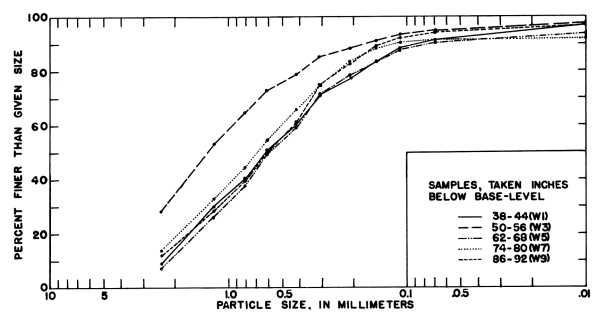 PERCENT FINER THAN GIVEN SIZE
100
80
60
40
20
0
10
5
1.0
0.5
0.1
.0.5
.01
PARTICLE SIZE, IN MILLIMETERS
SAMPLES, TAKEN INCHES
BELOW BASE-LEVEL
38-44(W1)
50-56(W3)
62-68(W5)
74-80(W7)
86-92(W9)